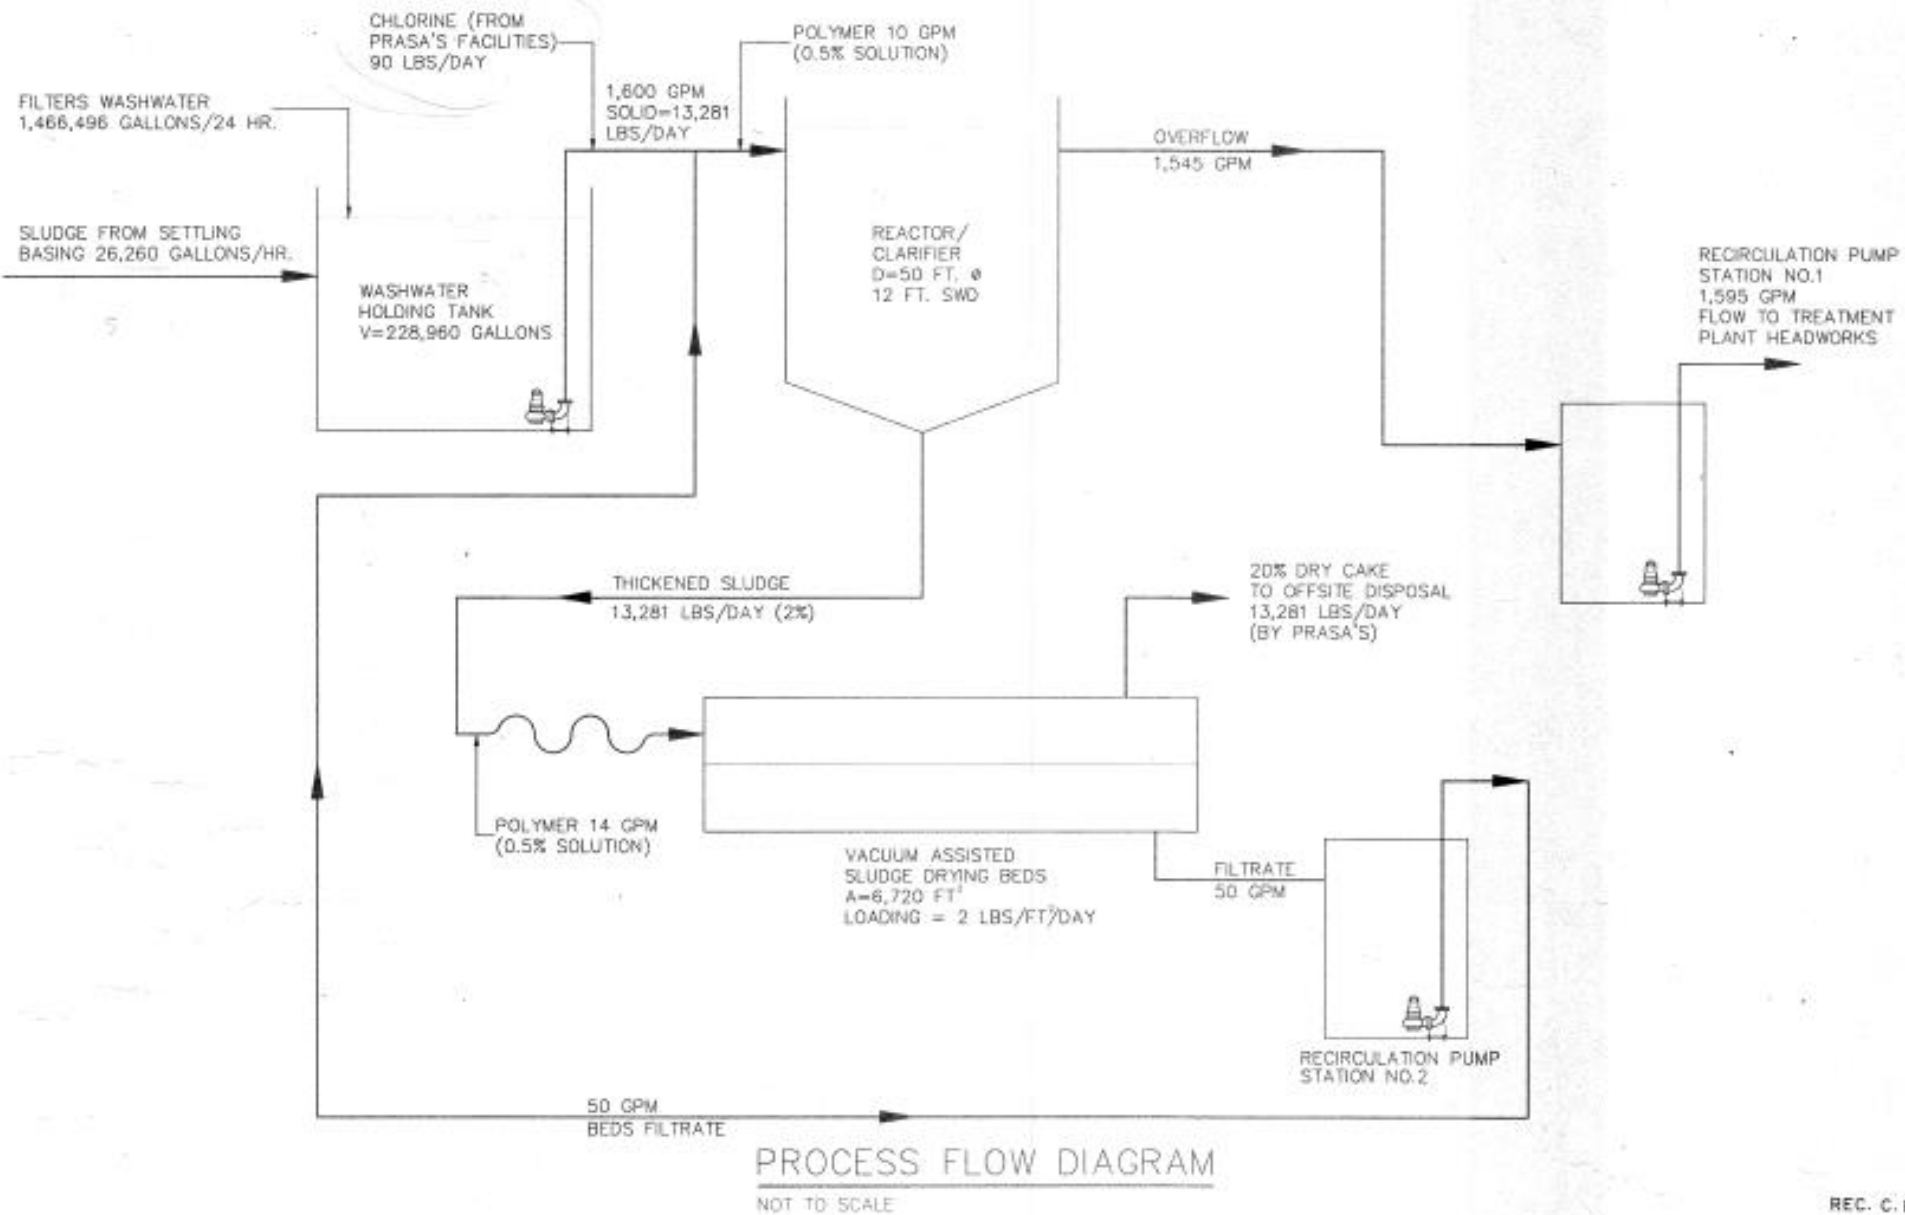 CHLORINE (FROM
PRASA'S FACILITIES)
90 LBS/DAY
POLYMER 10 GPM
(0.5% SOLUTION)
FILTERS WASHWATER
1,466,496 GALLONS/24 HR.
1,600 GPM
SOLID=13,281
LBS/DAY
OVERFLOW
1,545 GPM
SLUDGE FROM SETTLING
BASING 26,260 GALLONS/HR.
REACTOR/
CLARIFIER
D=50 FT. ø
12 FT. SWD
RECIRCULATION PUMP
STATION NO.1
1,595 GPM
FLOW TO TREATMENT
PLANT HEADWORKS
WASHWATER
HOLDING TANK
V=228,960 GALLONS
THICKENED SLUDGE
13,281 LBS/DAY (2%)
20% DRY CAKE
TO OFFSITE DISPOSAL
13,281 LBS/DAY
(BY PRASA'S)
POLYMER 14 GPM
(0.5% SOLUTION)
VACUUM ASSISTED
SLUDGE DRYING BEDS
A=6,720 FT²
LOADING = 2 LBS/FT²/DAY
FILTRATE
50 GPM
RECIRCULATION PUMP
STATION NO.2
50 GPM
BEDS FILTRATE
PROCESS FLOW DIAGRAM
NOT TO SCALE
REC. C.